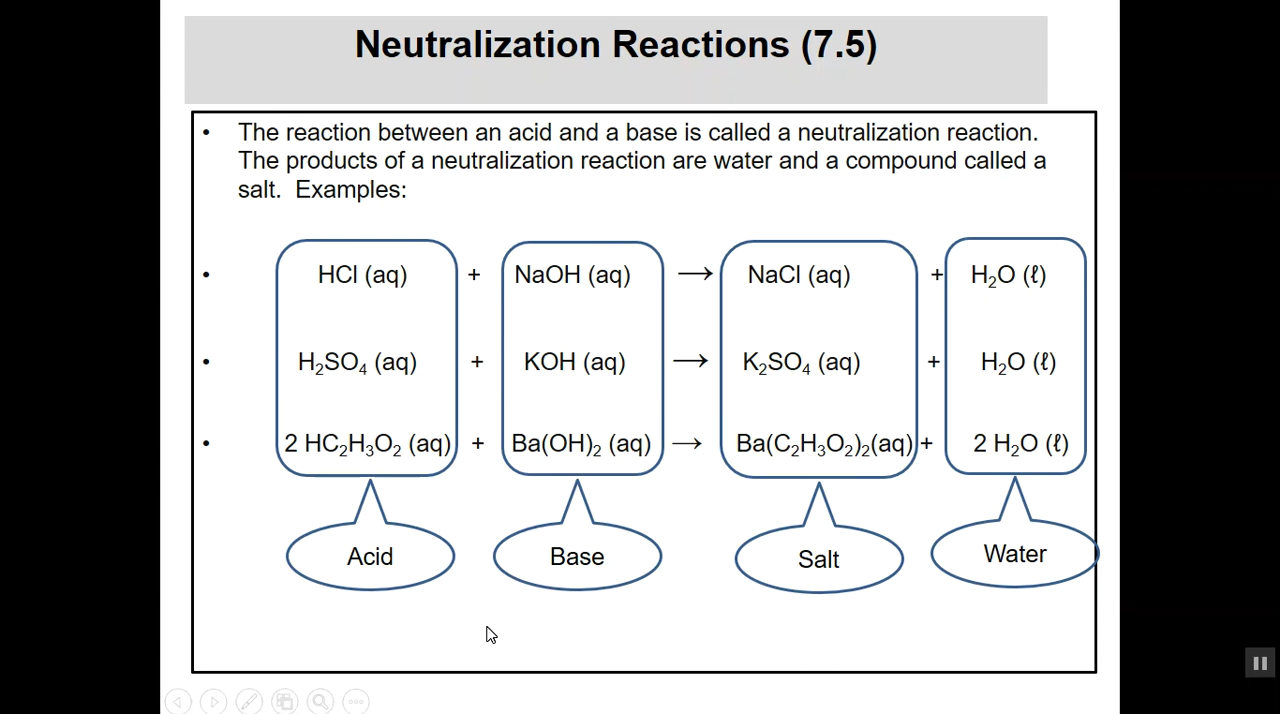 Neutralization Reactions (7.5)
• The reaction between an acid and a base is called a neutralization reaction.
The products of a neutralization reaction are water and a compound called a
salt.  Examples:
• HCl (aq) + NaOH (aq) ⟶ NaCl (aq) + H₂O (ℓ)
• H₂SO₄ (aq) + KOH (aq) ⟶ K₂SO₄ (aq) + H₂O (ℓ)
• 2 HC₂H₃O₂ (aq) + Ba(OH)₂ (aq) ⟶ Ba(C₂H₃O₂)₂(aq) + 2 H₂O (ℓ)
Acid Base Salt Water